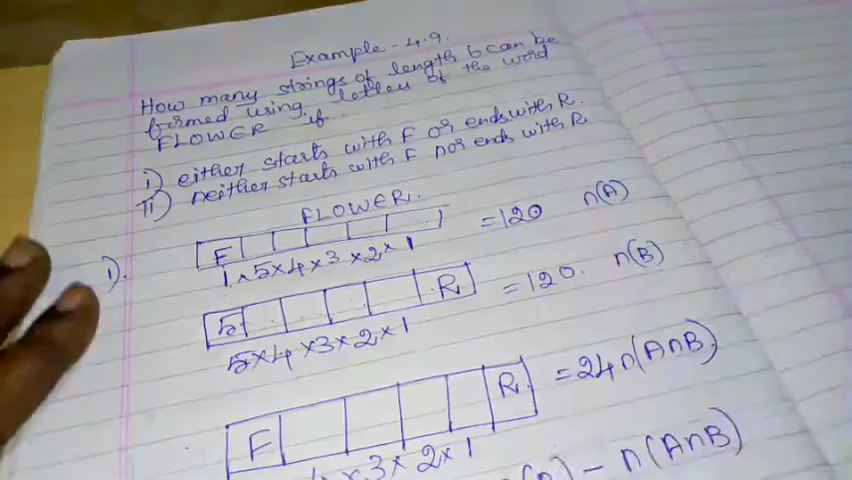 Example - 4.9.
How many strings of length 6 can be
formed using letters of the word
FLOWER if
i) either starts with F or ends with R.
ii) neither starts with F nor ends with R.
FLOWER.
i). F = 120 n(A)
1 × 5 × 4 × 3 × 2 × 1
5 R = 120. n(B)
5 × 4 × 3 × 2 × 1
F R = 24 n(A∩B)
× 3 × 2 × 1
- n(A∩B)